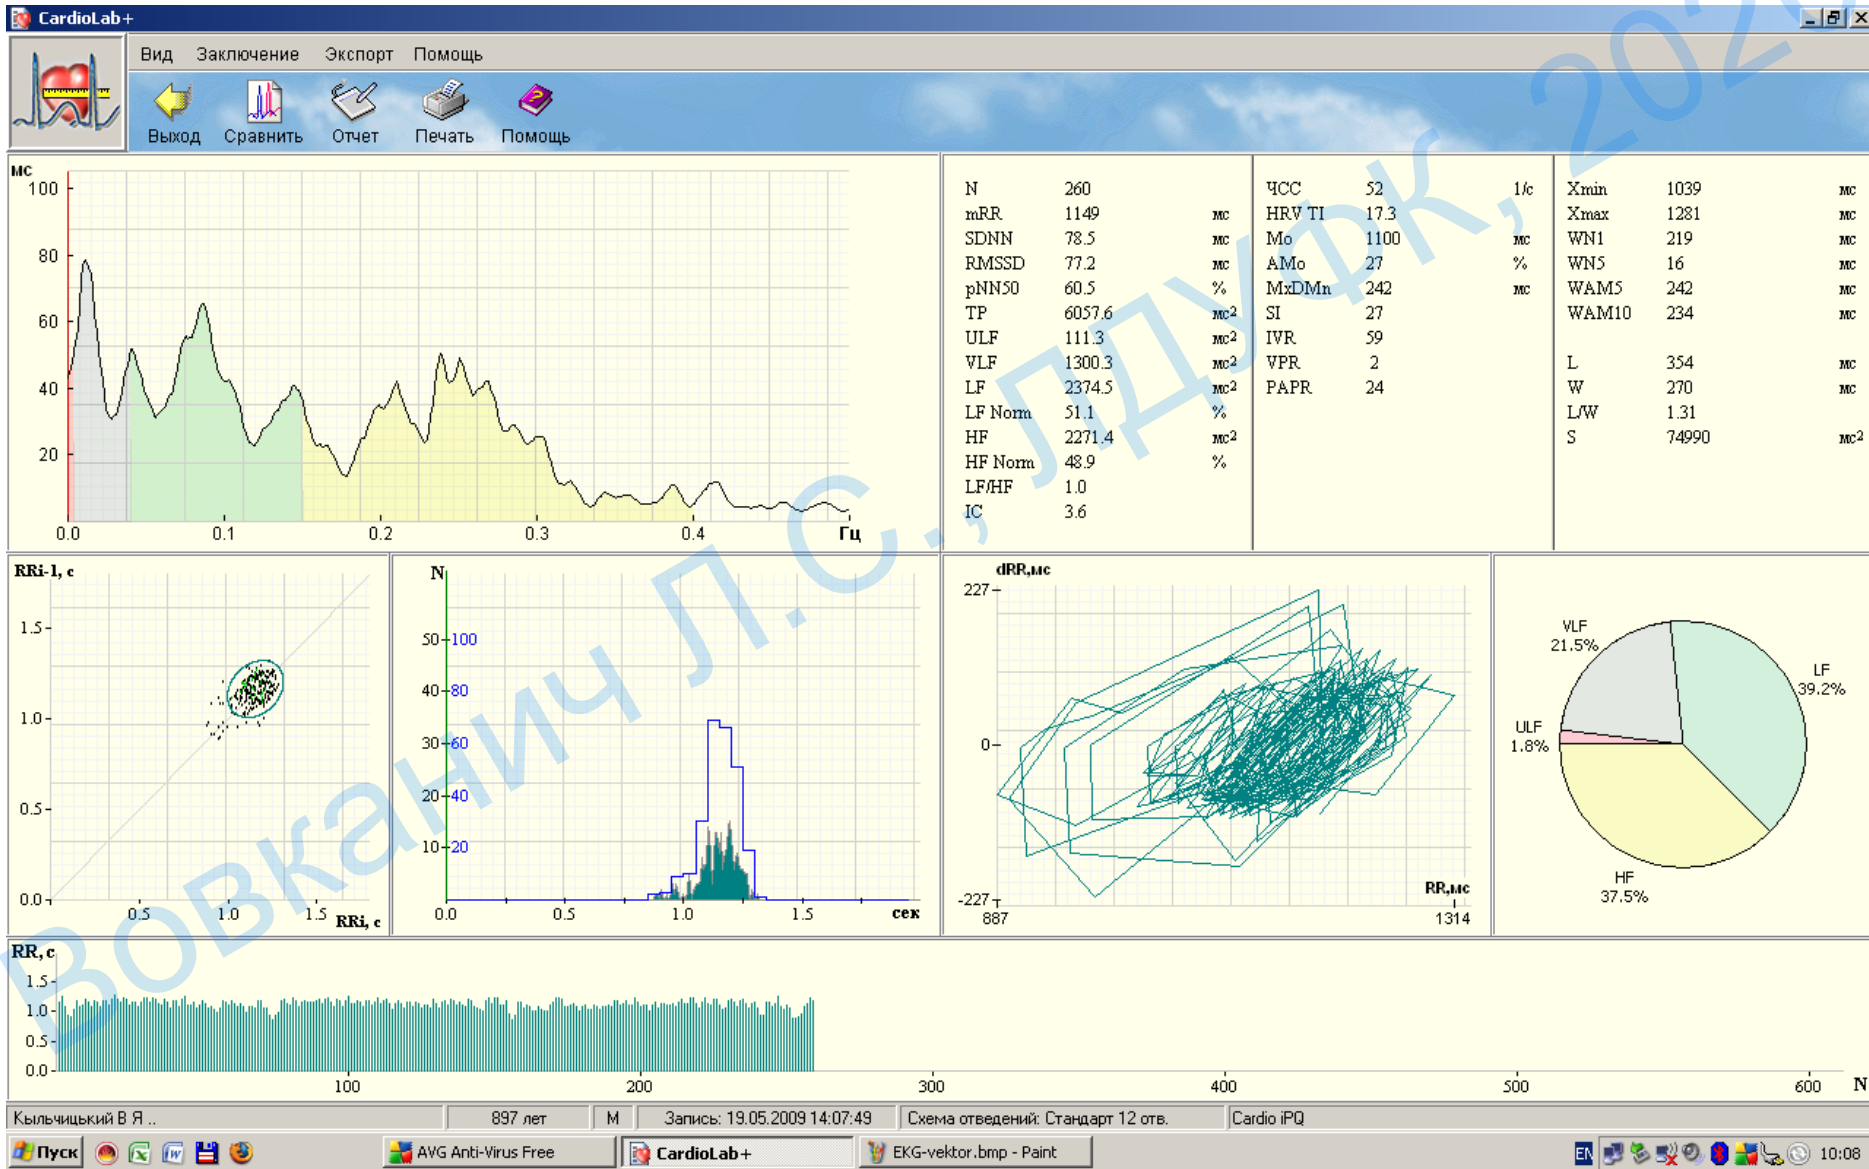 CardioLab+
Вид Заключение Экспорт Помощь
Выход Сравнить Отчет Печать Помощь
мс
100
80
60
40
20
0.0 0.1 0.2 0.3 0.4 Гц
N 260
mRR 1149 мс
SDNN 78.5 мс
RMSSD 77.2 мс
pNN50 60.5 %
TP 6057.6 мс2
ULF 111.3 мс2
VLF 1300.3 мс2
LF 2374.5 мс2
LF Norm 51.1 %
HF 2271.4 мс2
HF Norm 48.9 %
LF/HF 1.0
IC 3.6
ЧСС 52 1/с
HRV TI 17.3
Mo 1100 мс
AMo 27 %
MxDMn 242 мс
SI 27
IVR 59
VPR 2
PAPR 24
Xmin 1039 мс
Xmax 1281 мс
WN1 219 мс
WN5 16 мс
WAM5 242 мс
WAM10 234 мс
L 354 мс
W 270 мс
L/W 1.31
S 74990 мс2
RRi-1, с
1.5
1.0
0.5
0.0
0.5 1.0 1.5 RRi, с
N
50 100
40 80
30 60
20 40
10 20
0.0 0.5 1.0 1.5 сек
dRR,мс
227
0
-227
887 1314
RR,мс
VLF
21.5%
LF
39.2%
ULF
1.8%
HF
37.5%
RR, с
1.5
1.0
0.5
0.0
100 200 300 400 500 600 N
Кыльчицький В Я .. 897 лет М Запись: 19.05.2009 14:07:49 Схема отведений: Стандарт 12 отв. Cardio iPQ
Пуск AVG Anti-Virus Free CardioLab+ EKG-vektor.bmp - Paint EN 10:08
Вовканич Л.С., ЛДУФК, 2020